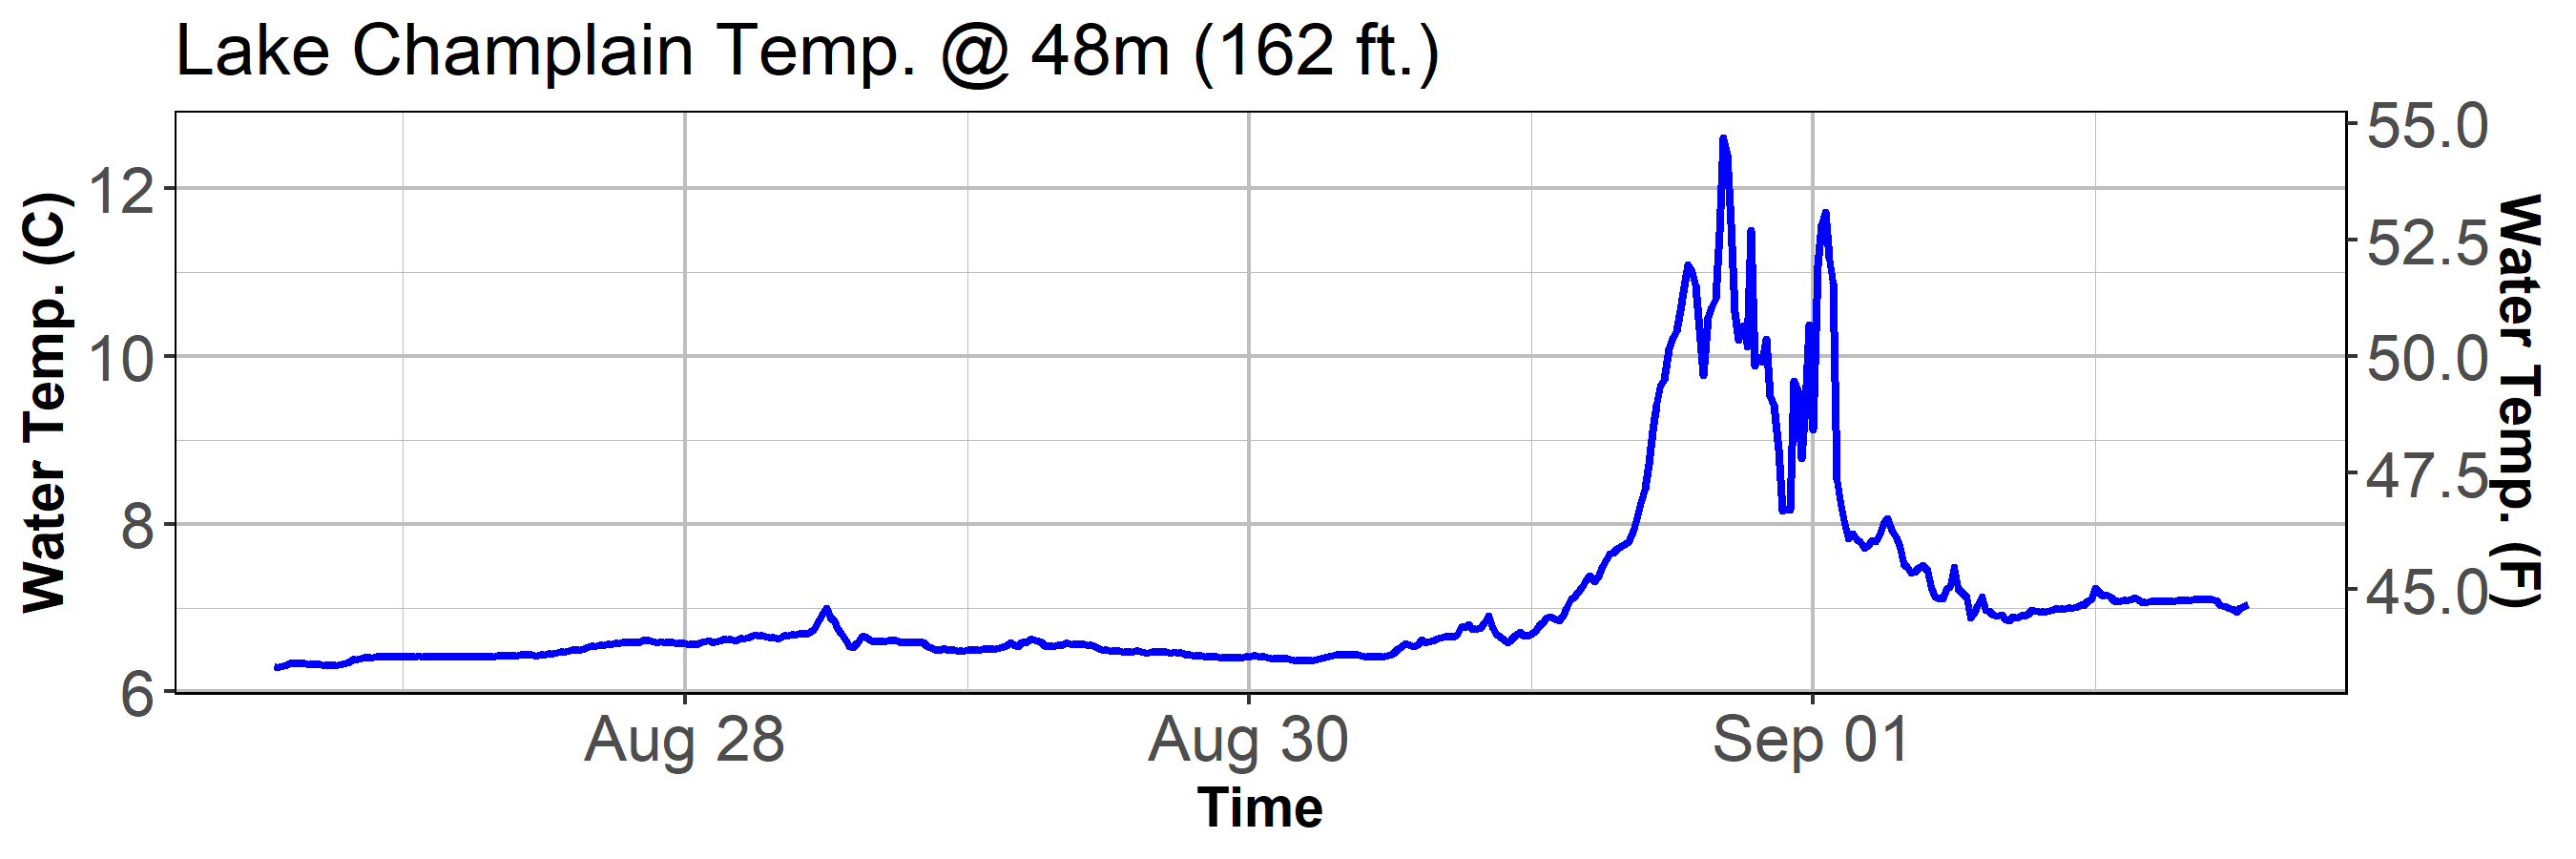 Lake Champlain Temp. @ 48m (162 ft.)
Water Temp. (C)
12
10
8
6
55.0
52.5
50.0
47.5
45.0
Water Temp. (F)
Aug 28
Aug 30
Sep 01
Time